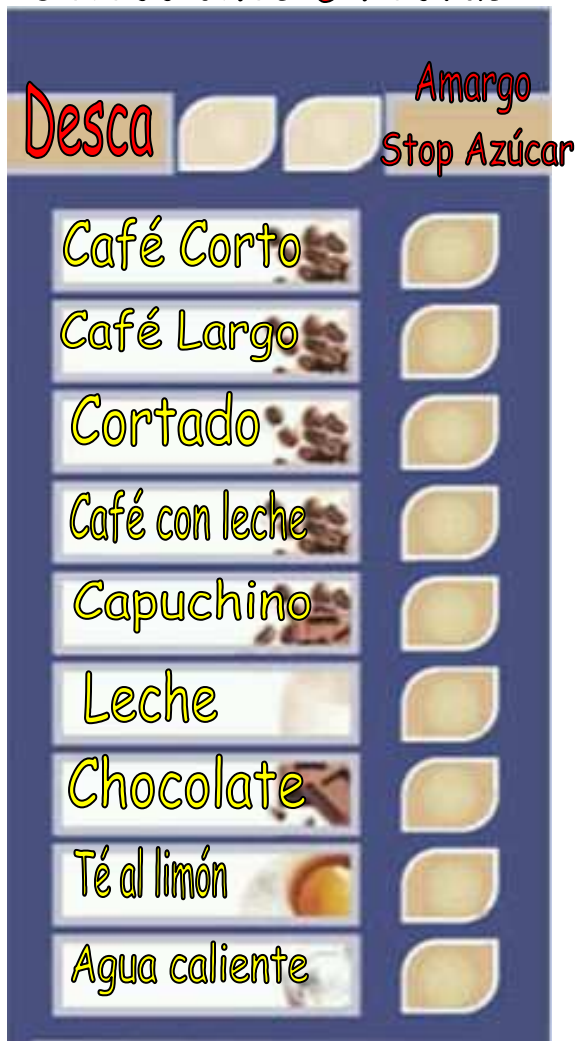 Desca
Amargo
Stop Azúcar
Café Corto
Café Largo
Cortado
Café con leche
Capuchino
Leche
Chocolate
Té al limón
Agua caliente